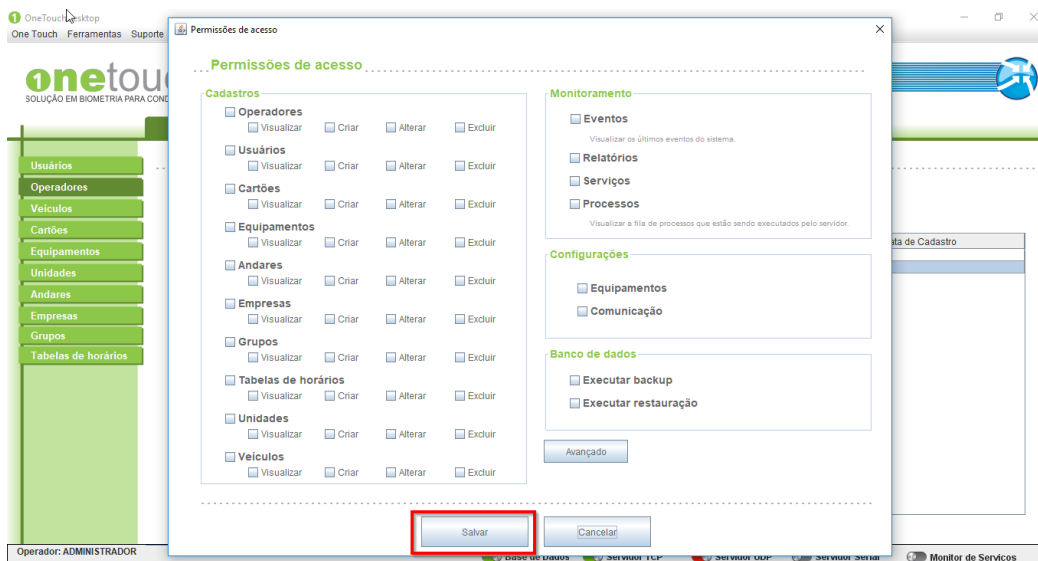 OneTouch Desktop
One Touch Ferramentas Suporte
Permissões de acesso
onetou
SOLUÇÃO EM BIOMETRIA PARA COND
Usuários
Operadores
Veículos
Cartões
Equipamentos
Unidades
Andares
Empresas
Grupos
Tabelas de horários
Permissões de acesso
Cadastros
Operadores
Visualizar Criar Alterar Excluir
Usuários
Visualizar Criar Alterar Excluir
Cartões
Visualizar Criar Alterar Excluir
Equipamentos
Visualizar Criar Alterar Excluir
Andares
Visualizar Criar Alterar Excluir
Empresas
Visualizar Criar Alterar Excluir
Grupos
Visualizar Criar Alterar Excluir
Tabelas de horários
Visualizar Criar Alterar Excluir
Unidades
Visualizar Criar Alterar Excluir
Veículos
Visualizar Criar Alterar Excluir
Monitoramento
Eventos
Visualizar os últimos eventos do sistema.
Relatórios
Serviços
Processos
Visualizar a fila de processos que estão sendo executados pelo servidor.
Configurações
Equipamentos
Comunicação
Banco de dados
Executar backup
Executar restauração
Avançado
Salvar Cancelar
ata de Cadastro
Operador: ADMINISTRADOR Base de Dados Servidor TCP Servidor UDP Servidor Serial Monitor de Serviços